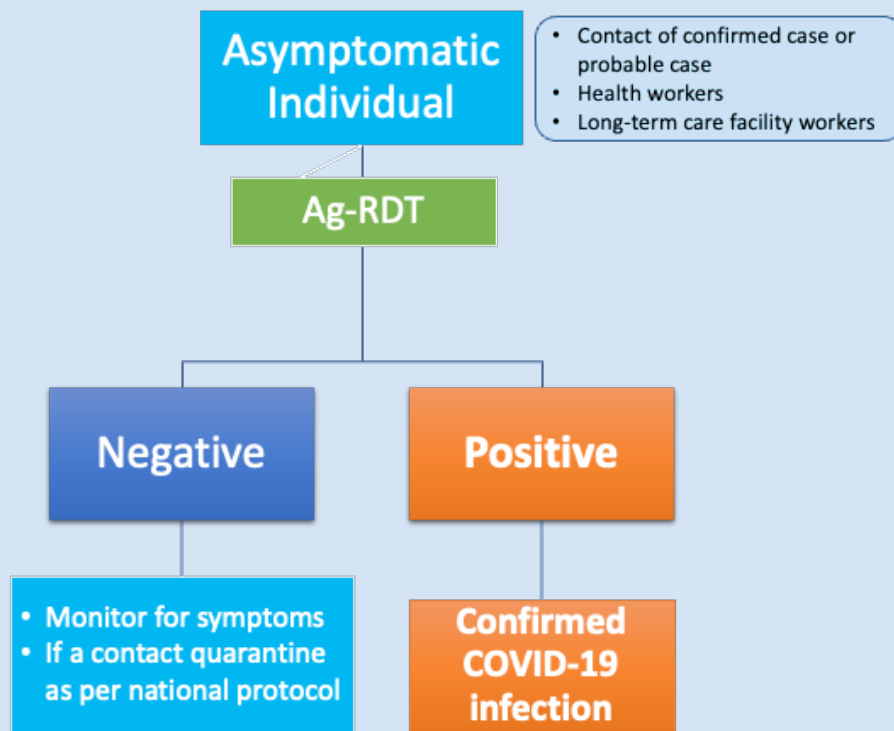 Asymptomatic
Individual
• Contact of confirmed case or
probable case
• Health workers
• Long-term care facility workers
Ag-RDT
Negative
Positive
• Monitor for symptoms
• If a contact quarantine
as per national protocol
Confirmed
COVID-19
infection